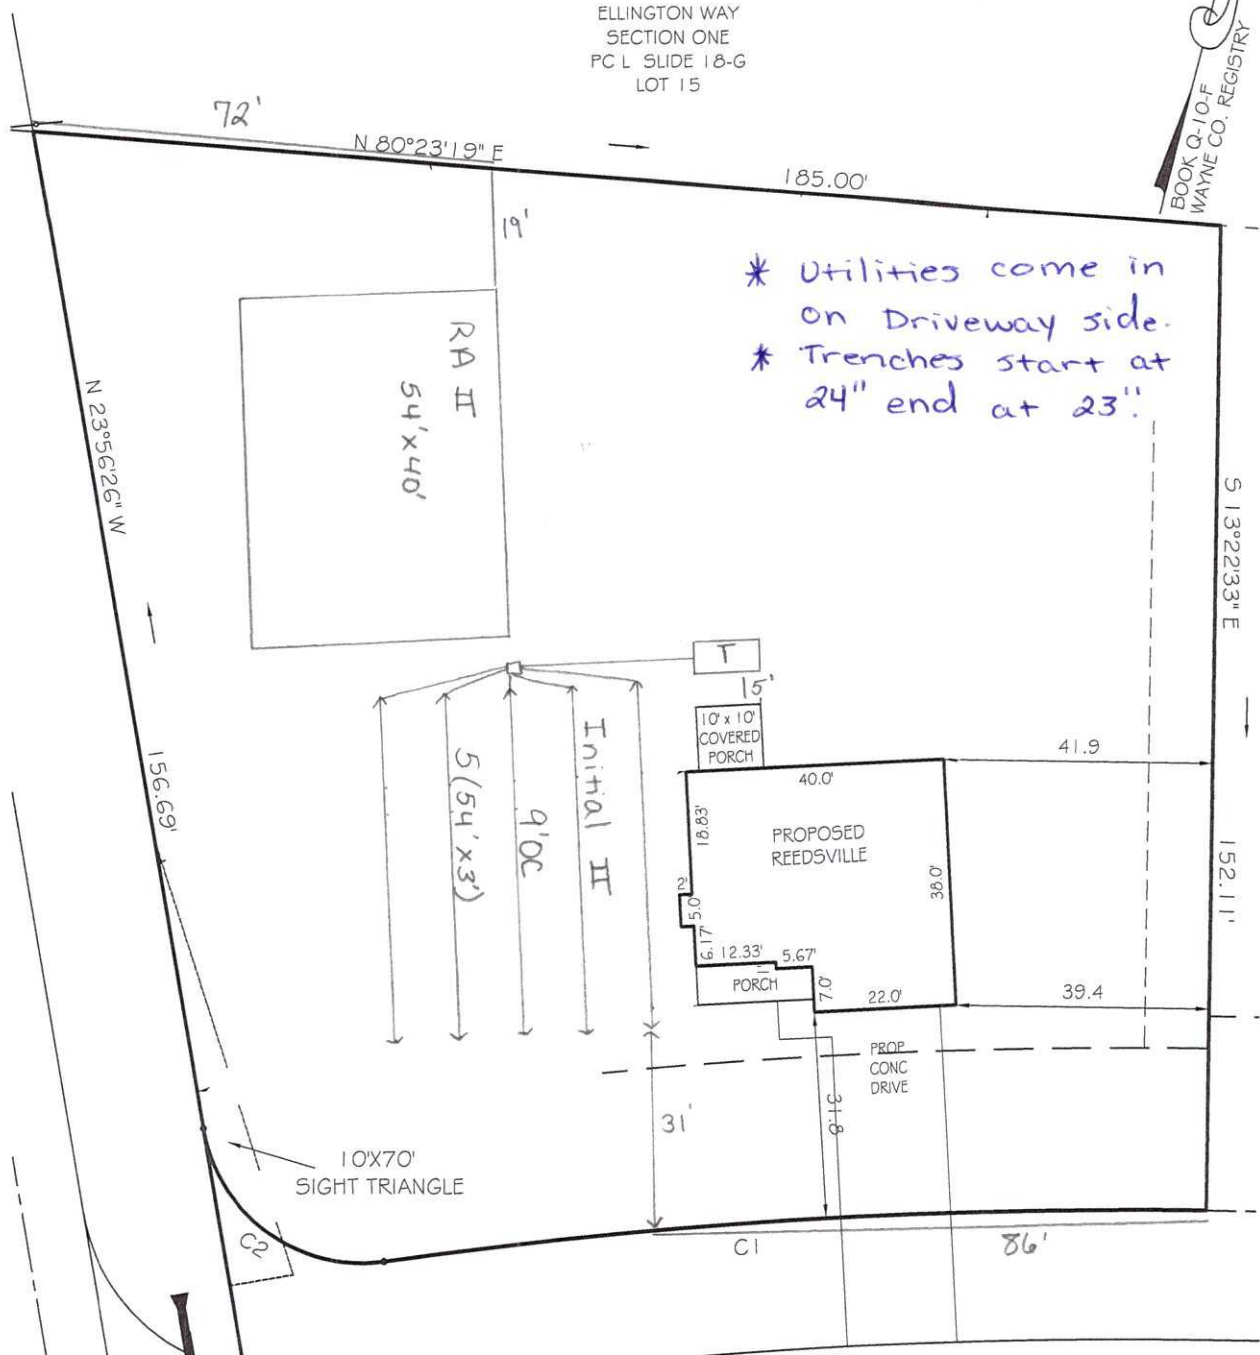 ELLINGTON WAY
SECTION ONE
PC L SLIDE 18-G
LOT 15
BOOK Q-10-F
WAYNE CO. REGISTRY
72'
N 80°23'19" E
185.00'
19'
* Utilities come in
on Driveway side.
* Trenches start at
24" end at 23".
RA II
54'x40'
N 23°56'26" W
156.69'
S 13°22'33" E
152.11'
T
15'
10' x 10'
COVERED
PORCH
41.9
40.0'
18.83'
PROPOSED
REEDSVILLE
38.0'
2'
5.0'
6.17'
12.33'
5.67'
PORCH
7.0'
22.0'
39.4
Initial II
9'OC
5(54'x3')
PROP
CONC
DRIVE
31.8
31'
10'X70'
SIGHT TRIANGLE
C2
C1
86'